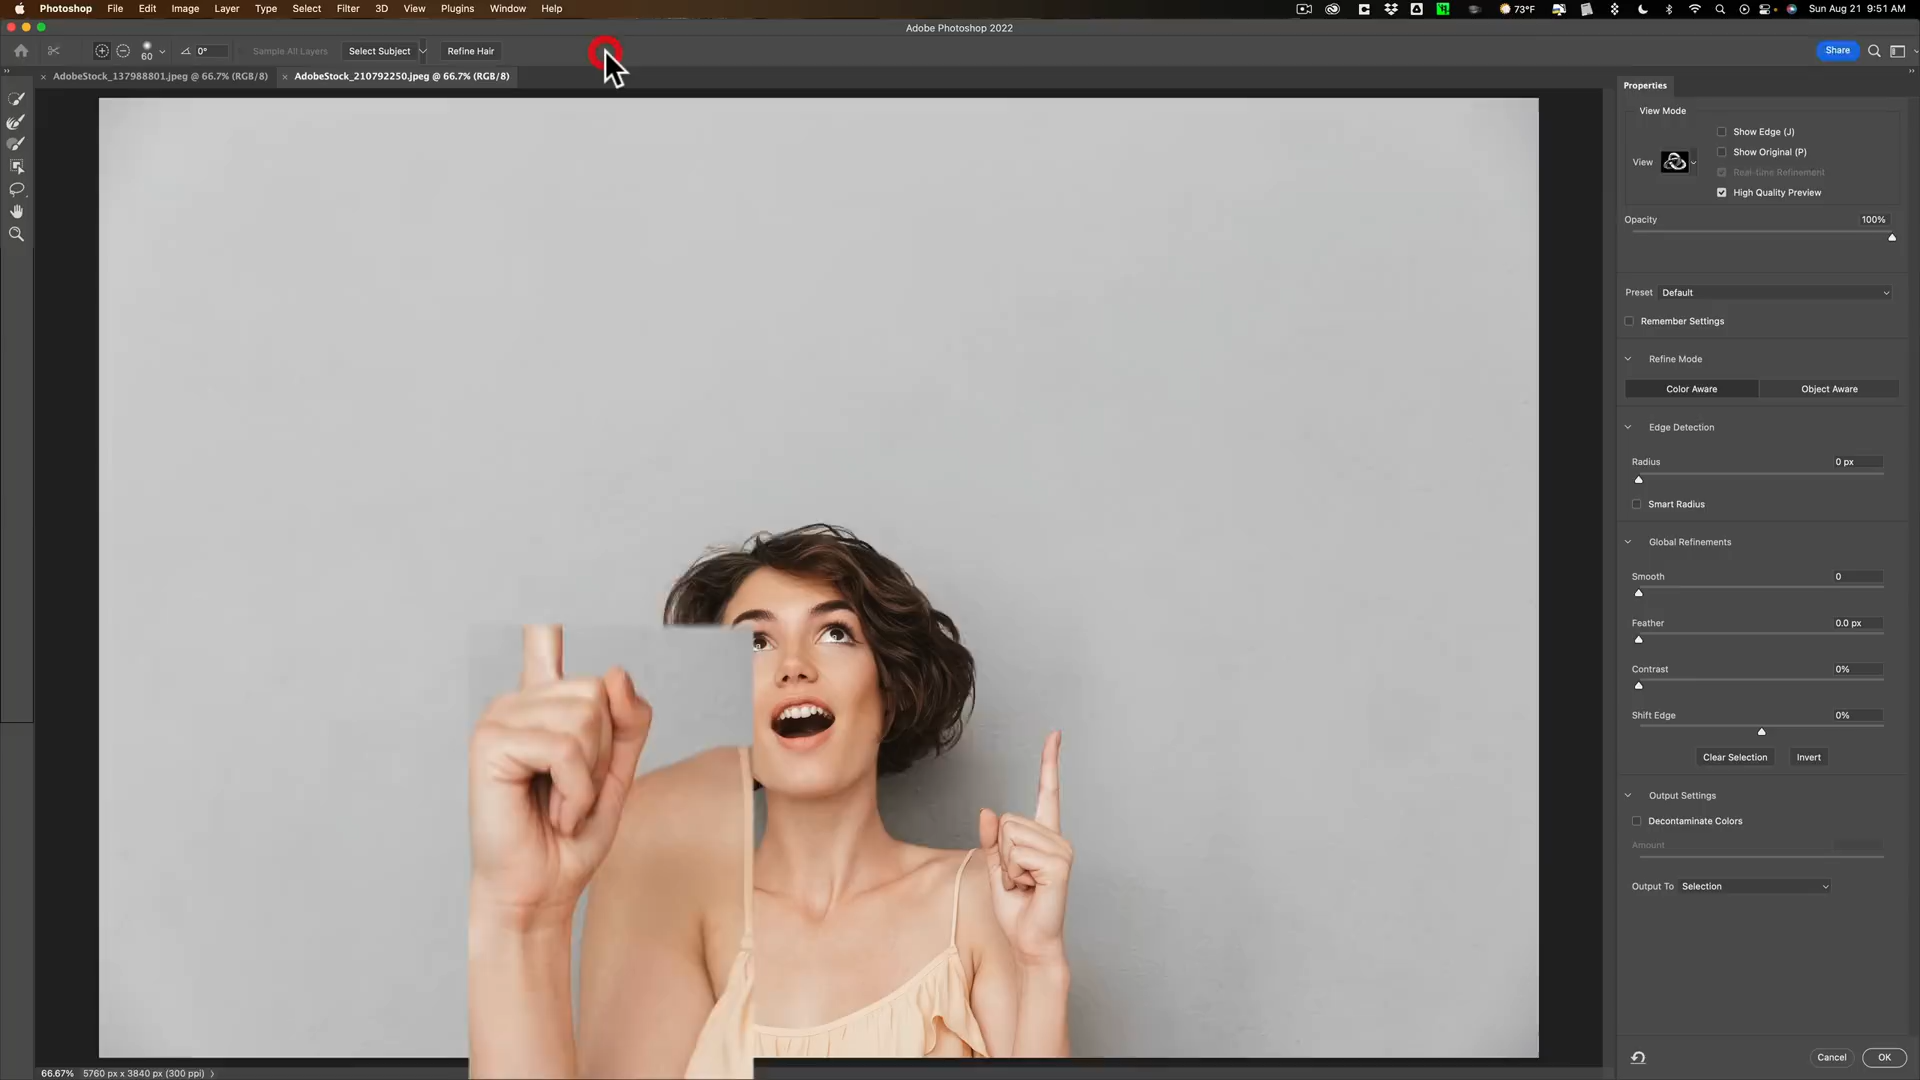 Photoshop File Edit Image Layer Type Select Filter 3D View Plugins Window Help 73°F Sun Aug 21 9:51 AM
Adobe Photoshop 2022
60 0° Sample All Layers Select Subject Refine Hair Share
AdobeStock_137988801.jpeg @ 66.7% (RGB/8) AdobeStock_210792250.jpeg @ 66.7% (RGB/8)
Properties
View Mode
Show Edge (J)
Show Original (P)
View
Real-time Refinement
High Quality Preview
Opacity 100%
Preset Default
Remember Settings
Refine Mode
Color Aware Object Aware
Edge Detection
Radius 0 px
Smart Radius
Global Refinements
Smooth 0
Feather 0.0 px
Contrast 0%
Shift Edge 0%
Clear Selection Invert
Output Settings
Decontaminate Colors
Amount
Output To Selection
Cancel OK
66.67% 5760 px x 3840 px (300 ppi)